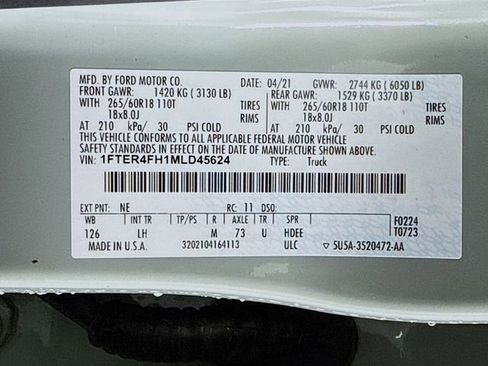 MFD. BY FORD MOTOR CO. DATE: 04/21 GVWR: 2744 KG ( 6050 LB)
FRONT GAWR: 1420 KG ( 3130 LB) REAR GAWR: 1529 KG ( 3370 LB)
WITH 265/60R18 110T TIRES WITH 265/60R18 110T TIRES
18x8.0J RIMS 18x8.0J RIMS
AT 210 kPa/ 30 PSI COLD AT 210 kPa/ 30 PSI COLD
THIS VEHICLE CONFORMS TO ALL APPLICABLE FEDERAL MOTOR VEHICLE
SAFETY STANDARDS IN EFFECT ON THE DATE OF MANUFACTURE SHOWN ABOVE.
VIN: 1FTER4FH1MLD45624 TYPE: Truck
EXT PNT: NE RC: 11 DSO: F0224
WB INT TR TP/PS R AXLE TR SPR T0723
126 LH M 73 U HDEE
MADE IN U.S.A. 3202104164113 ULC 5U5A-3520472-AA